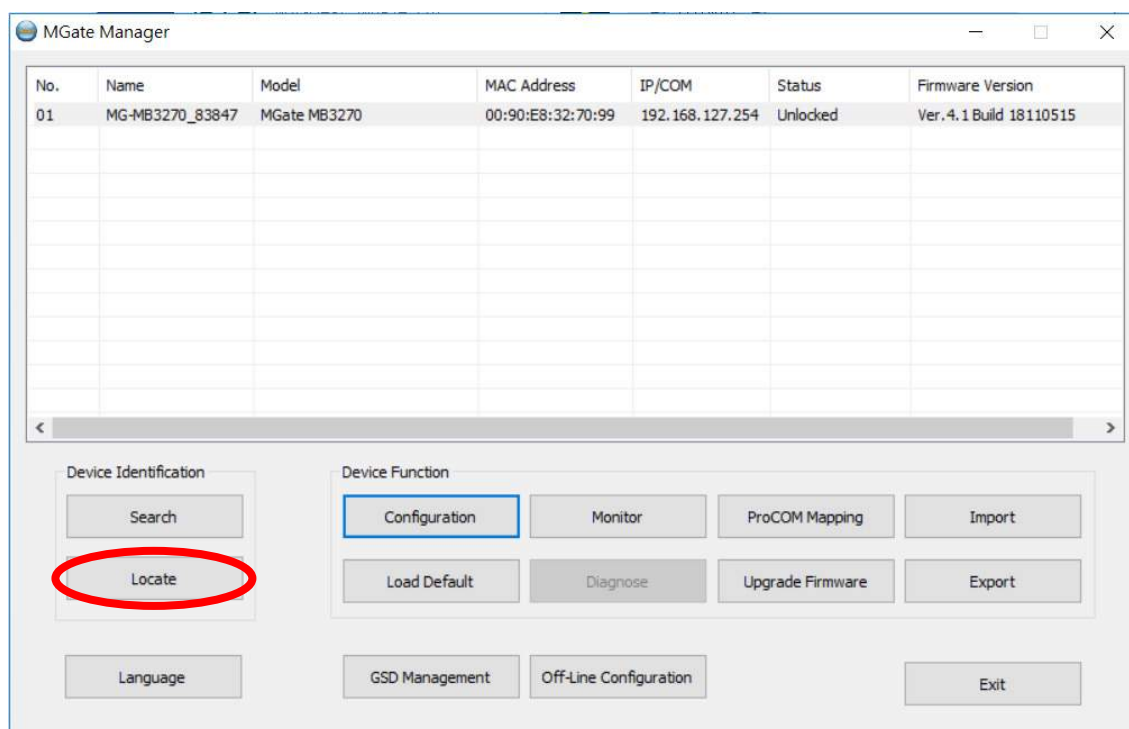 MGate Manager
No. Name Model MAC Address IP/COM Status Firmware Version
01 MG-MB3270_83847 MGate MB3270 00:90:E8:32:70:99 192.168.127.254 Unlocked Ver.4.1 Build 18110515
Device Identification Device Function
Search Configuration Monitor ProCOM Mapping Import
Locate Load Default Diagnose Upgrade Firmware Export
Language GSD Management Off-Line Configuration Exit